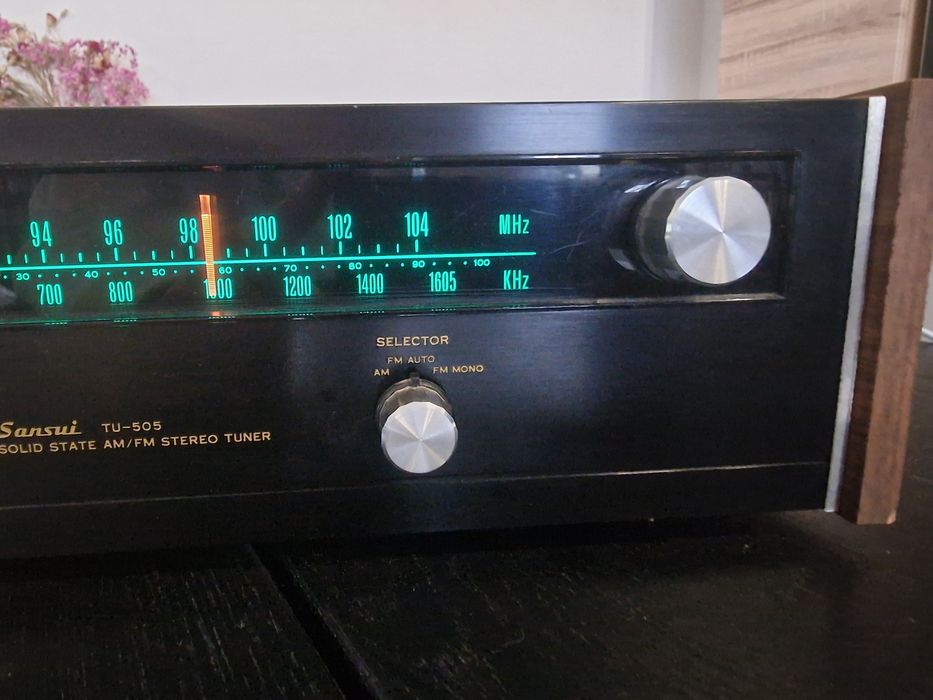 94 96 98 100 102 104 MHz
30 40 50 60 70 80 90 100
700 800 1200 1400 1605 KHz
SELECTOR
FM AUTO
AM FM MONO
Sansui TU-505
SOLID STATE AM/FM STEREO TUNER